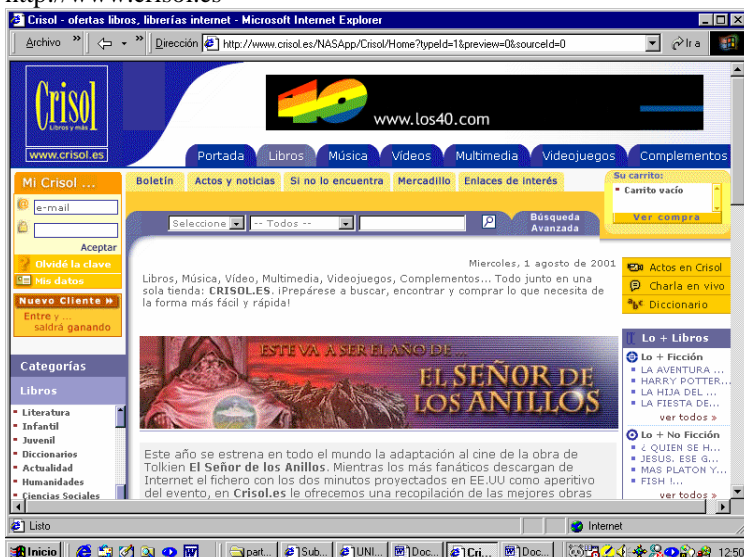 http://www.crisol.es
Crisol - ofertas libros, librerías internet - Microsoft Internet Explorer
Archivo » Dirección http://www.crisol.es/NASApp/Crisol/Home?typeId=1&preview=0&sourceId=0 Ir a
Crisol
Libros y más
www.crisol.es
www.los40.com
Portada Libros Música Vídeos Multimedia Videojuegos Complementos
Mi Crisol ...
e-mail
Aceptar
Olvidé la clave
Mis datos
Nuevo Cliente
Entre y ...
saldrá ganando
Boletín Actos y noticias Si no lo encuentra Mercadillo Enlaces de interés
Su carrito:
Carrito vacío
Ver compra
Seleccione -- Todos -- Búsqueda Avanzada
Miercoles, 1 agosto de 2001
Libros, Música, Vídeo, Multimedia, Videojuegos, Complementos... Todo junto en una
sola tienda: CRISOL.ES. ¡Prepárese a buscar, encontrar y comprar lo que necesita de
la forma más fácil y rápida!
Actos en Crisol
Charla en vivo
Diccionario
ESTE VA A SER EL AÑO DE ...
EL SEÑOR DE
LOS ANILLOS
Categorías
Libros
Literatura
Infantil
Juvenil
Diccionarios
Actualidad
Humanidades
Ciencias Sociales
Este año se estrena en todo el mundo la adaptación al cine de la obra de
Tolkien El Señor de los Anillos. Mientras los más fanáticos descargan de
Internet el fichero con los dos minutos proyectados en EE.UU como aperitivo
del evento, en Crisol.es le ofrecemos una recopilación de las mejores obras
Lo + Libros
Lo + Ficción
LA AVENTURA ...
HARRY POTTER...
LA HIJA DEL ...
LA FIESTA DE...
ver todos »
Lo + No Ficción
¿ QUIEN SE H...
JESUS. ESE G...
MAS PLATON Y...
FISH !...
ver todos »
Listo Internet
Inicio part... Sub... UNI... Doc... Cri... Doc... 12:50